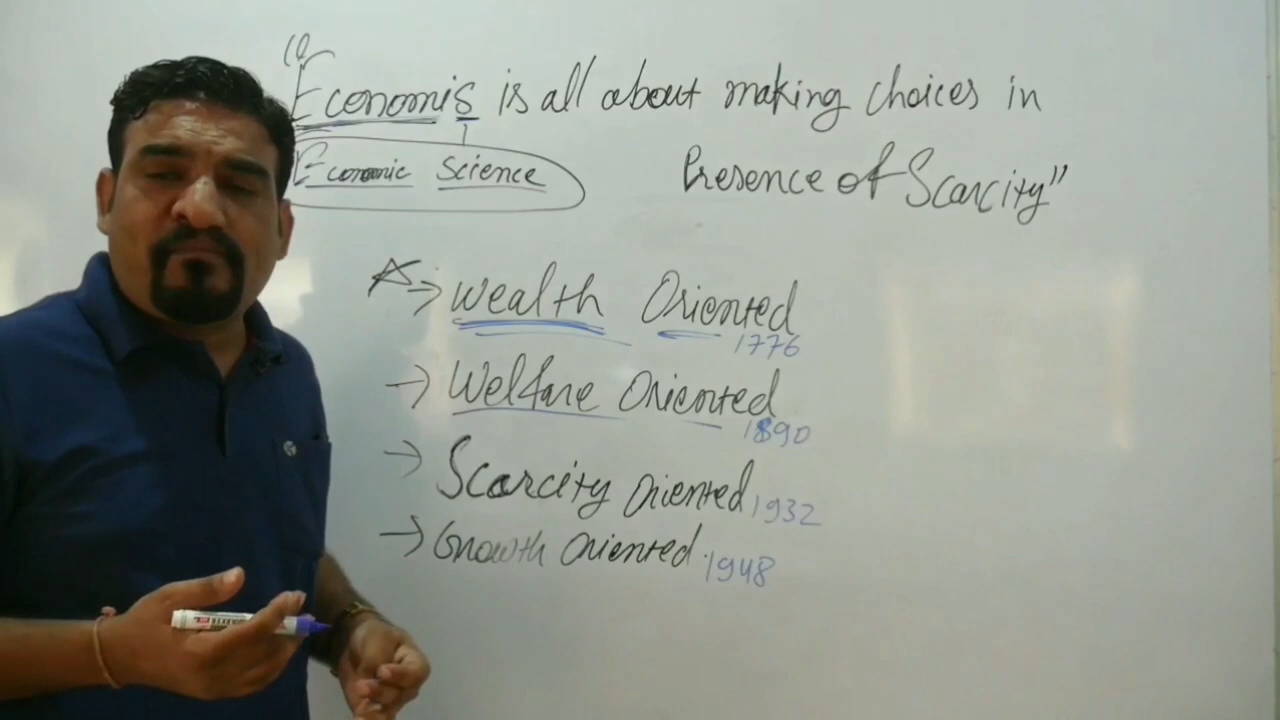 "Economis is all about making choices in
Presence of Scarcity"
Economic Science
→ Wealth Oriented
1776
→ Welfare Oriented
1890
→ Scarcity Oriented 1932
→ Growth Oriented 1948